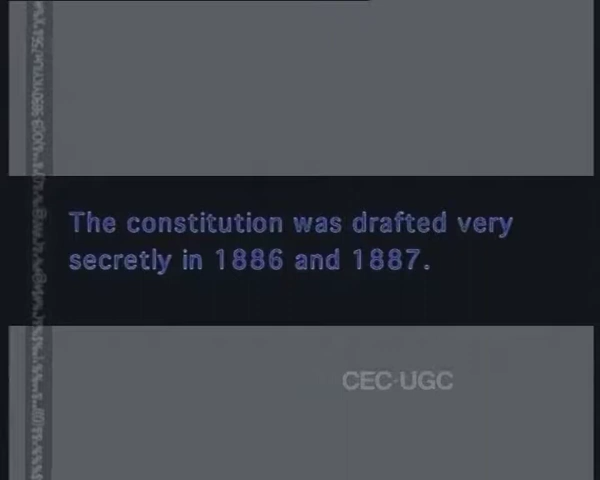 The constitution was drafted very
secretly in 1886 and 1887.
CEC-UGC